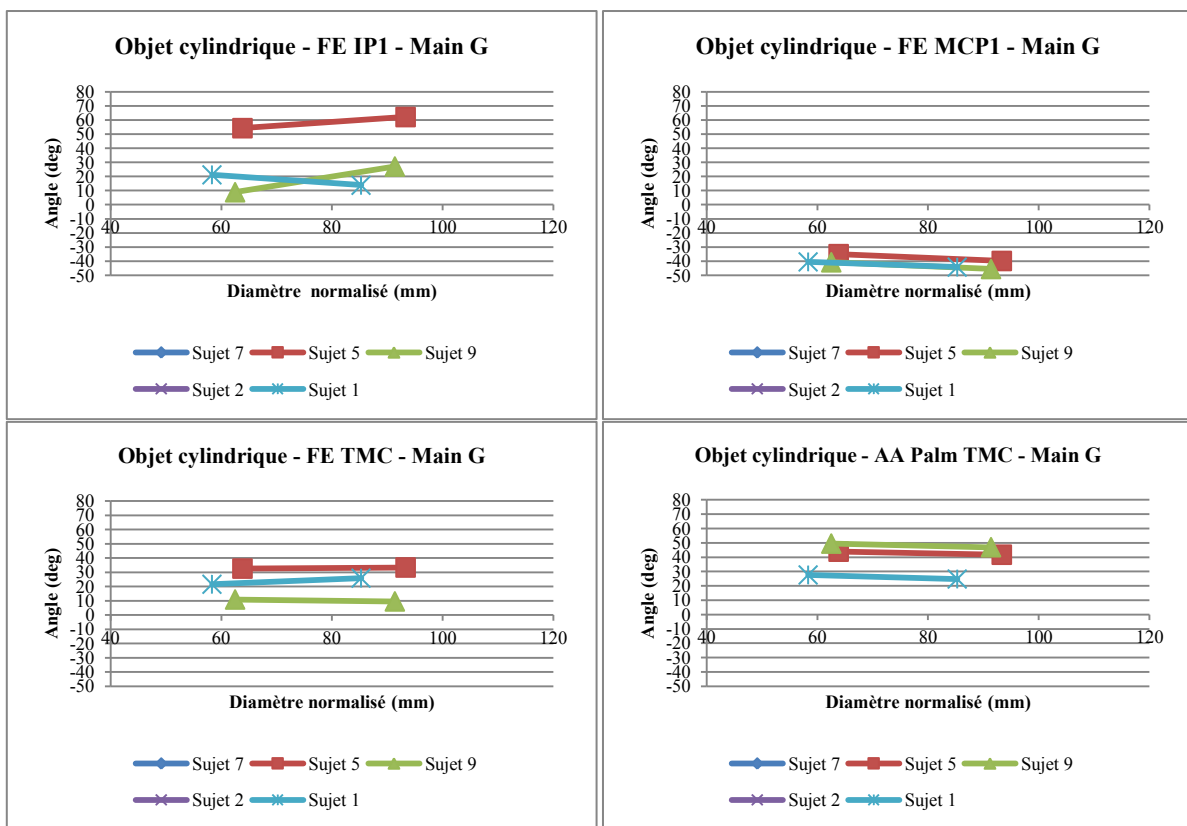 Objet cylindrique - FE IP1 - Main G
80
70
60
50
40
30
20
10
0
-10
-20
-30
-40
-50
40 60 80 100 120
Angle (deg)
Diamètre normalisé (mm)
Sujet 7 Sujet 5 Sujet 9
Sujet 2 Sujet 1
Objet cylindrique - FE MCP1 - Main G
80
70
60
50
40
30
20
10
0
-10
-20
-30
-40
-50
40 60 80 100 120
Angle (deg)
Diamètre normalisé (mm)
Sujet 7 Sujet 5 Sujet 9
Sujet 2 Sujet 1
Objet cylindrique - FE TMC - Main G
80
70
60
50
40
30
20
10
0
-10
-20
-30
-40
-50
40 60 80 100 120
Angle (deg)
Diamètre normalisé (mm)
Sujet 7 Sujet 5 Sujet 9
Sujet 2 Sujet 1
Objet cylindrique - AA Palm TMC - Main G
80
70
60
50
40
30
20
10
0
-10
-20
-30
-40
-50
40 60 80 100 120
Angle (deg)
Diamètre normalisé (mm)
Sujet 7 Sujet 5 Sujet 9
Sujet 2 Sujet 1